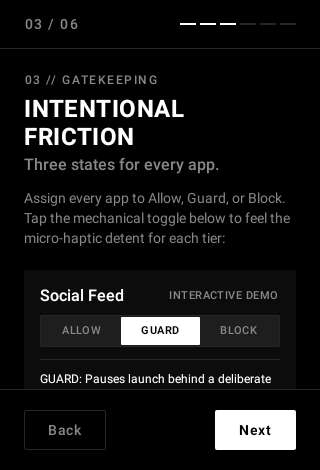 03 / 06
03 // GATEKEEPING
INTENTIONAL
FRICTION
Three states for every app.
Assign every app to Allow, Guard, or Block.
Tap the mechanical toggle below to feel the
micro-haptic detent for each tier:
Social Feed INTERACTIVE DEMO
ALLOW GUARD BLOCK
GUARD: Pauses launch behind a deliberate
Back Next